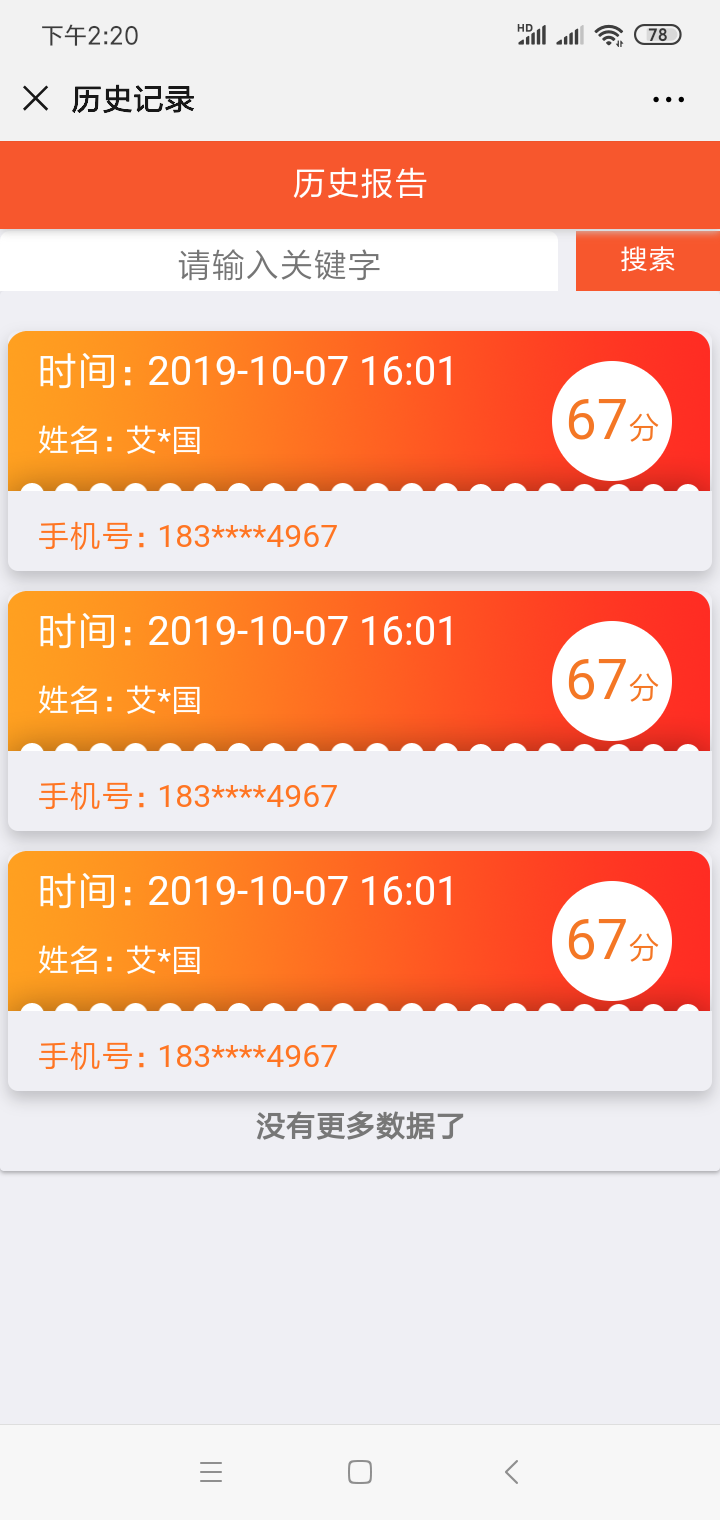 下午2:20 HD 78
历史记录
历史报告
请输入关键字 搜索
时间: 2019-10-07 16:01
姓名: 艾*国
67分
手机号: 183****4967
时间: 2019-10-07 16:01
姓名: 艾*国
67分
手机号: 183****4967
时间: 2019-10-07 16:01
姓名: 艾*国
67分
手机号: 183****4967
没有更多数据了